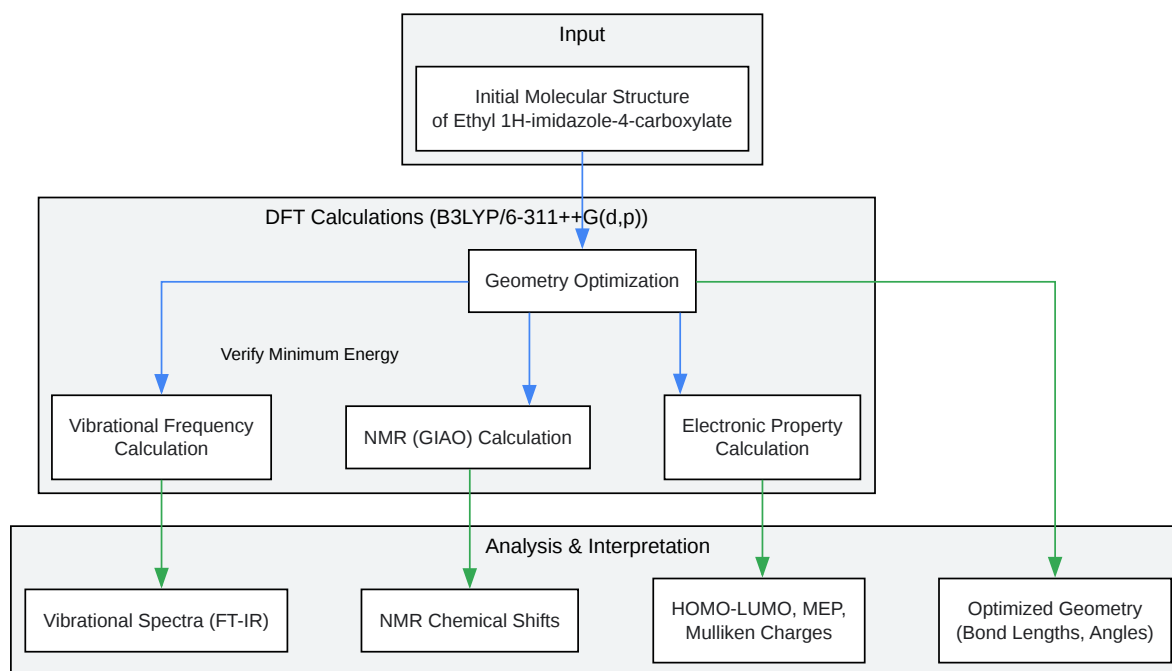 Input
Initial Molecular Structure
of Ethyl 1H-imidazole-4-carboxylate
DFT Calculations (B3LYP/6-311++G(d,p))
Geometry Optimization
Verify Minimum Energy
Vibrational Frequency
Calculation
NMR (GIAO) Calculation
Electronic Property
Calculation
Analysis & Interpretation
Vibrational Spectra (FT-IR)
NMR Chemical Shifts
HOMO-LUMO, MEP,
Mulliken Charges
Optimized Geometry
(Bond Lengths, Angles)